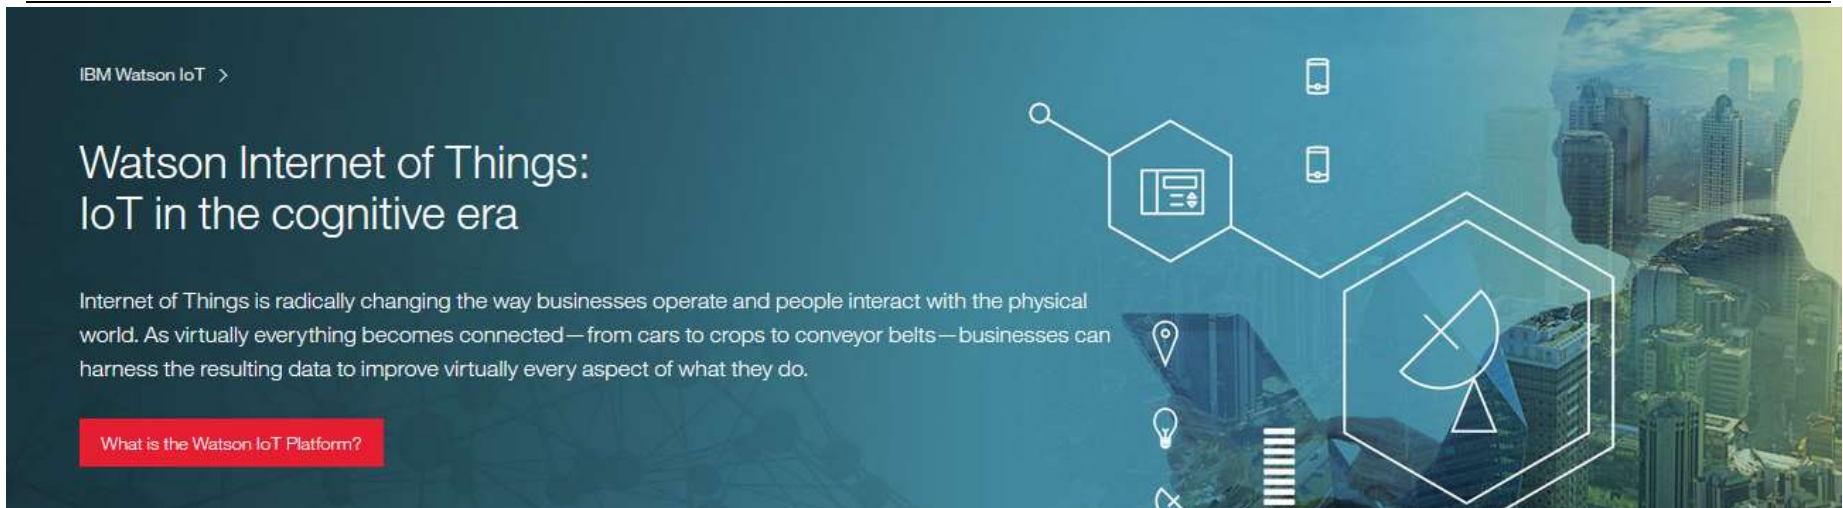 IBM Watson IoT >
Watson Internet of Things:
IoT in the cognitive era
Internet of Things is radically changing the way businesses operate and people interact with the physical
world. As virtually everything becomes connected—from cars to crops to conveyor belts—businesses can
harness the resulting data to improve virtually every aspect of what they do.
What is the Watson IoT Platform?